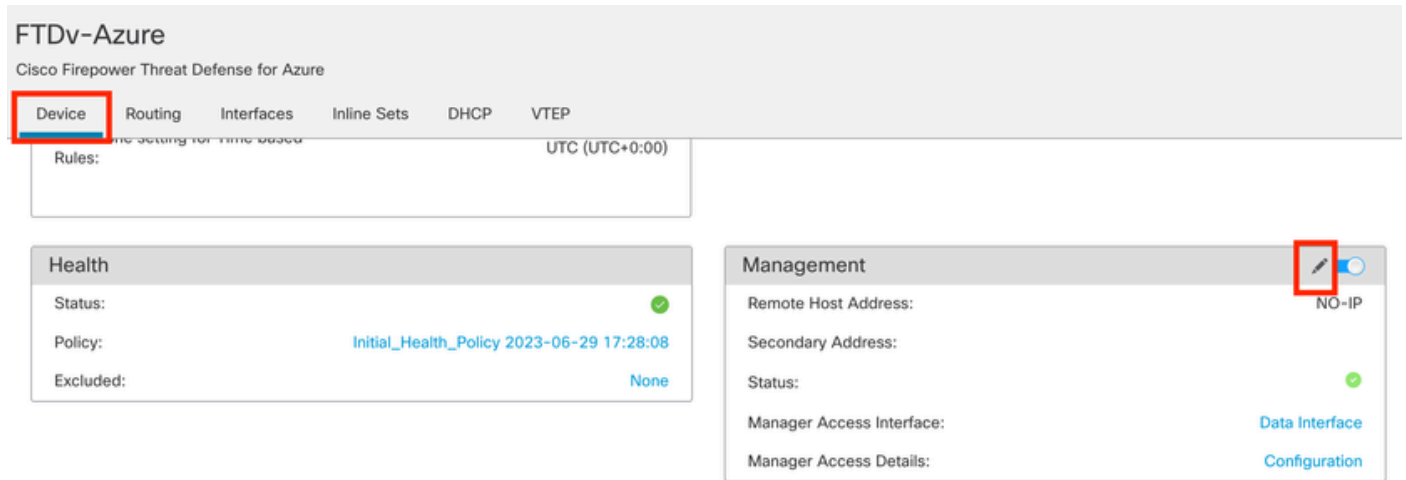 FTDv-Azure
Cisco Firepower Threat Defense for Azure
Device Routing Interfaces Inline Sets DHCP VTEP
Rules: UTC (UTC+0:00)
Health
Status:
Policy: Initial_Health_Policy 2023-06-29 17:28:08
Excluded: None
Management
Remote Host Address: NO-IP
Secondary Address:
Status:
Manager Access Interface: Data Interface
Manager Access Details: Configuration